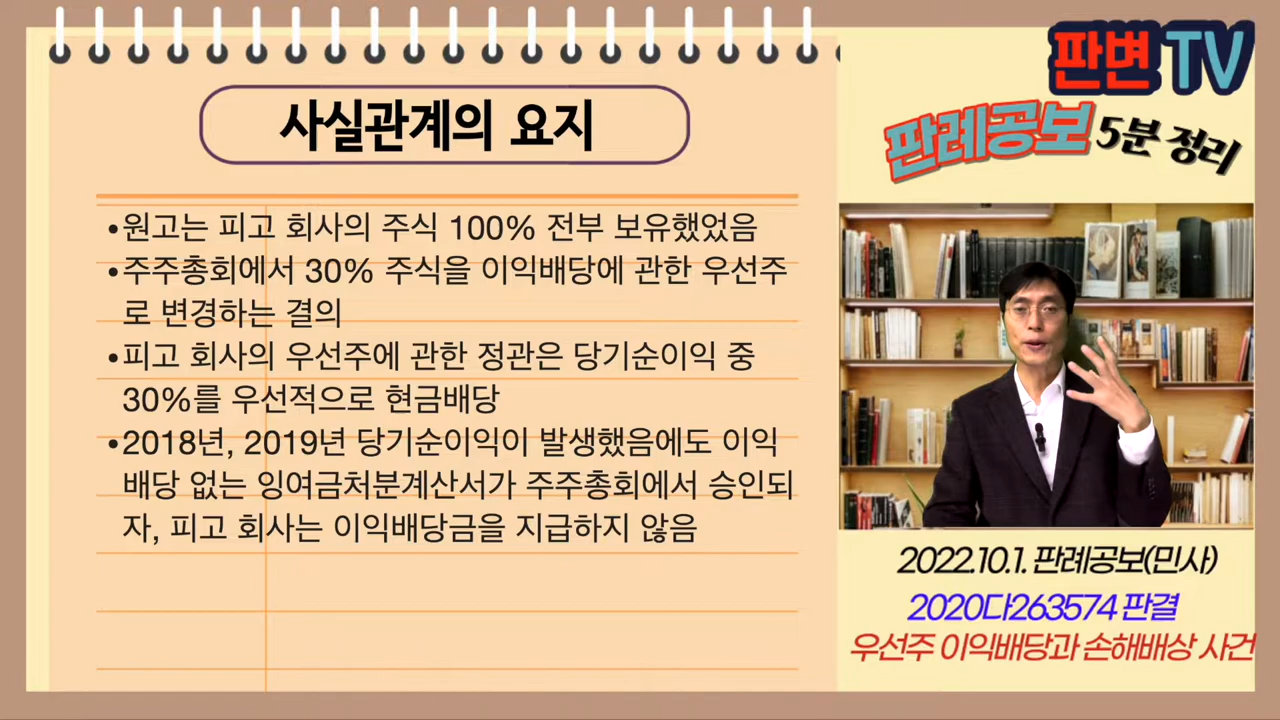 사실관계의 요지
•원고는 피고 회사의 주식 100% 전부 보유했었음
•주주총회에서 30% 주식을 이익배당에 관한 우선주
로 변경하는 결의
•피고 회사의 우선주에 관한 정관은 당기순이익 중
30%를 우선적으로 현금배당
•2018년, 2019년 당기순이익이 발생했음에도 이익
배당 없는 잉여금처분계산서가 주주총회에서 승인되
자, 피고 회사는 이익배당금을 지급하지 않음
판변 TV
판례공보 5분 정리
2022.10.1. 판례공보(민사)
2020다263574 판결
우선주 이익배당과 손해배상 사건